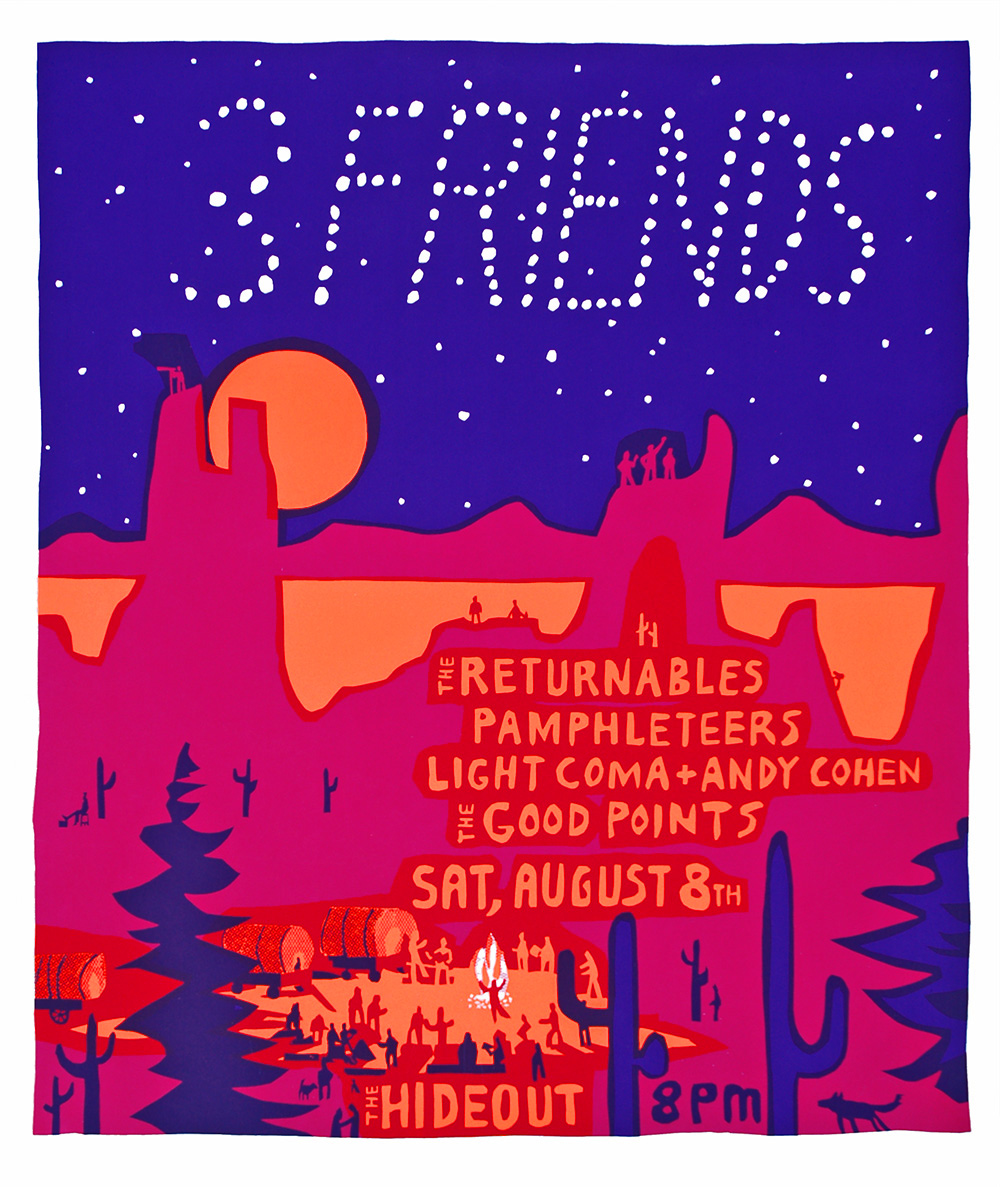 3 FRIENDS
THE RETURNABLES
PAMPHLETEERS
LIGHT COMA + ANDY COHEN
THE GOOD POINTS
SAT, AUGUST 8TH
THE HIDEOUT
8PM